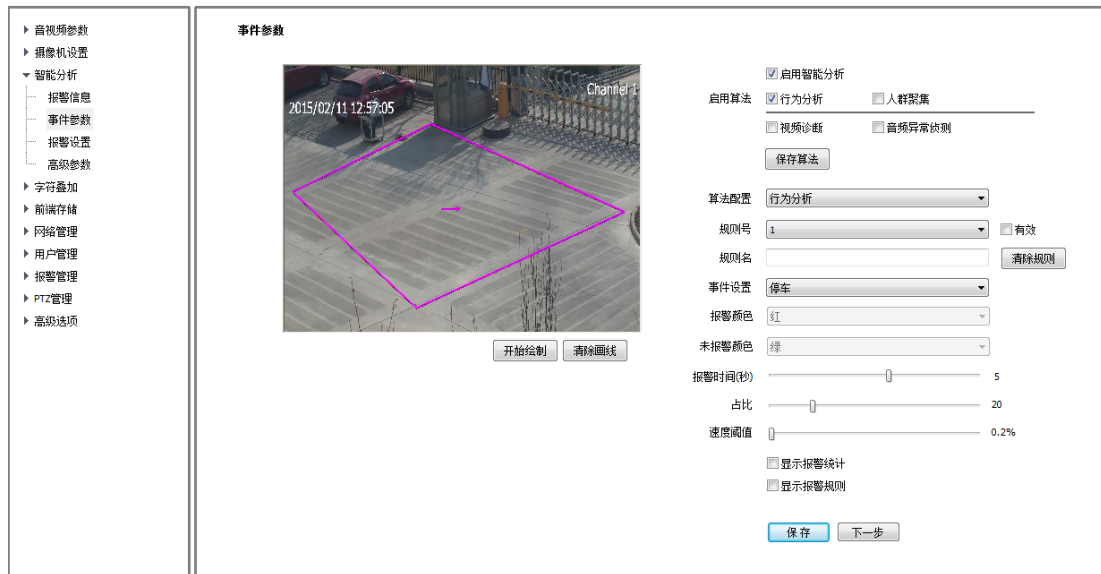 音视频参数
摄像机设置
智能分析
报警信息
事件参数
报警设置
高级参数
字符叠加
前端存储
网络管理
用户管理
报警管理
PTZ管理
高级选项
事件参数
Channel 1
2015/02/11 12:57:05
开始绘制 清除画线
启用智能分析
启用算法 行为分析 人群聚集
视频诊断 音频异常侦测
保存算法
算法配置 行为分析
规则号 1 有效
规则名 清除规则
事件设置 停车
报警颜色 红
未报警颜色 绿
报警时间(秒) 5
占比 20
速度阈值 0.2%
显示报警统计
显示报警规则
保存 下一步